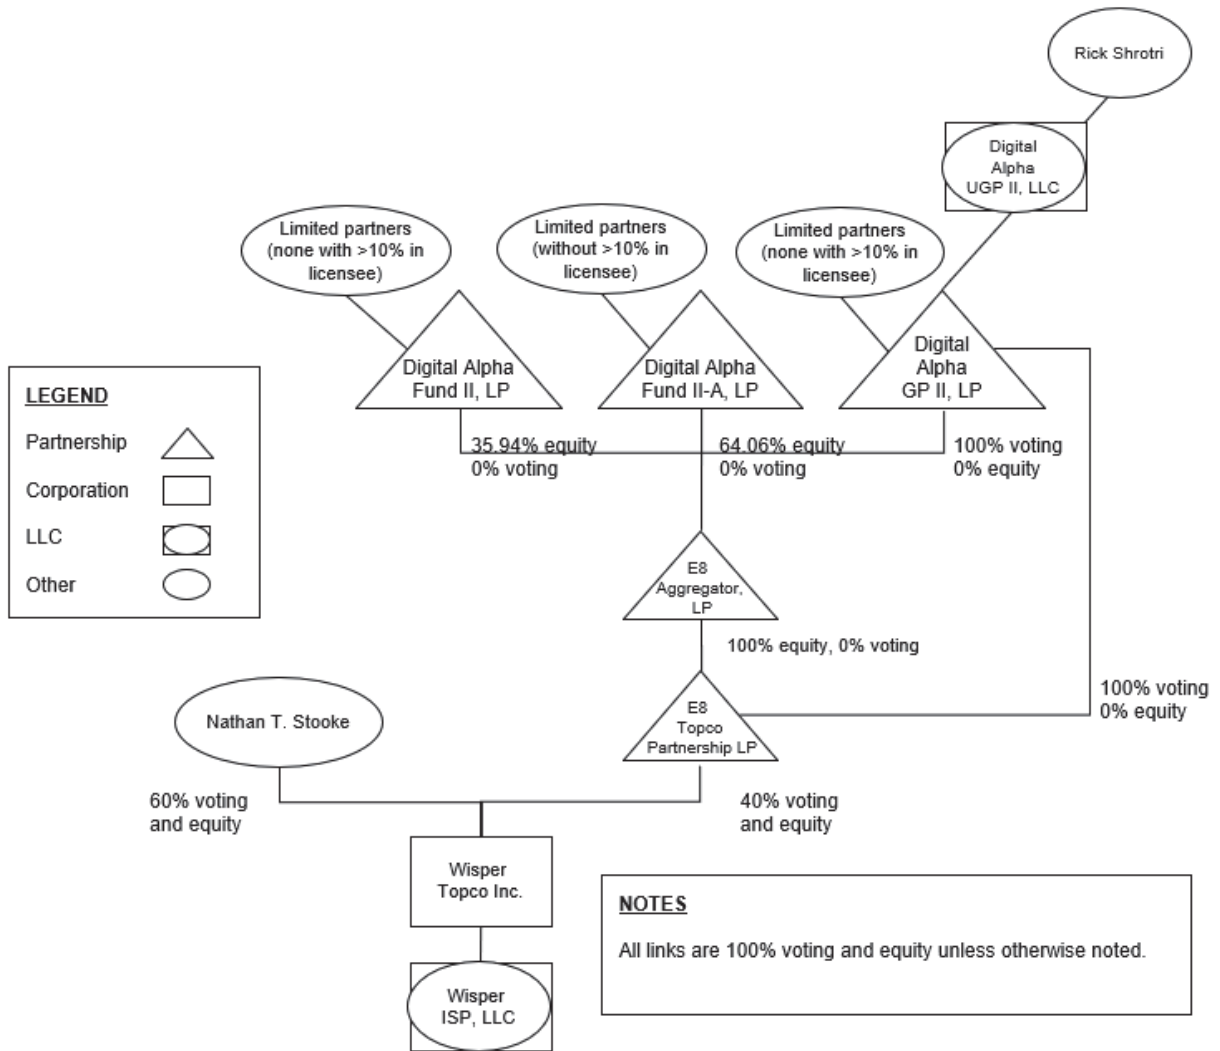 Rick Shrotri
Digital
Alpha
UGP II, LLC
Limited partners
(none with >10% in
licensee)
Limited partners
(without >10% in
licensee)
Limited partners
(none with >10% in
licensee)
Digital Alpha
Fund II, LP
Digital Alpha
Fund II-A, LP
Digital
Alpha
GP II, LP
LEGEND
Partnership
Corporation
LLC
Other
35.94% equity
0% voting
64.06% equity
0% voting
100% voting
0% equity
E8
Aggregator,
LP
100% equity, 0% voting
100% voting
0% equity
E8
Topco
Partnership LP
Nathan T. Stooke
60% voting
and equity
40% voting
and equity
Wisper
Topco Inc.
Wisper
ISP, LLC
NOTES
All links are 100% voting and equity unless otherwise noted.